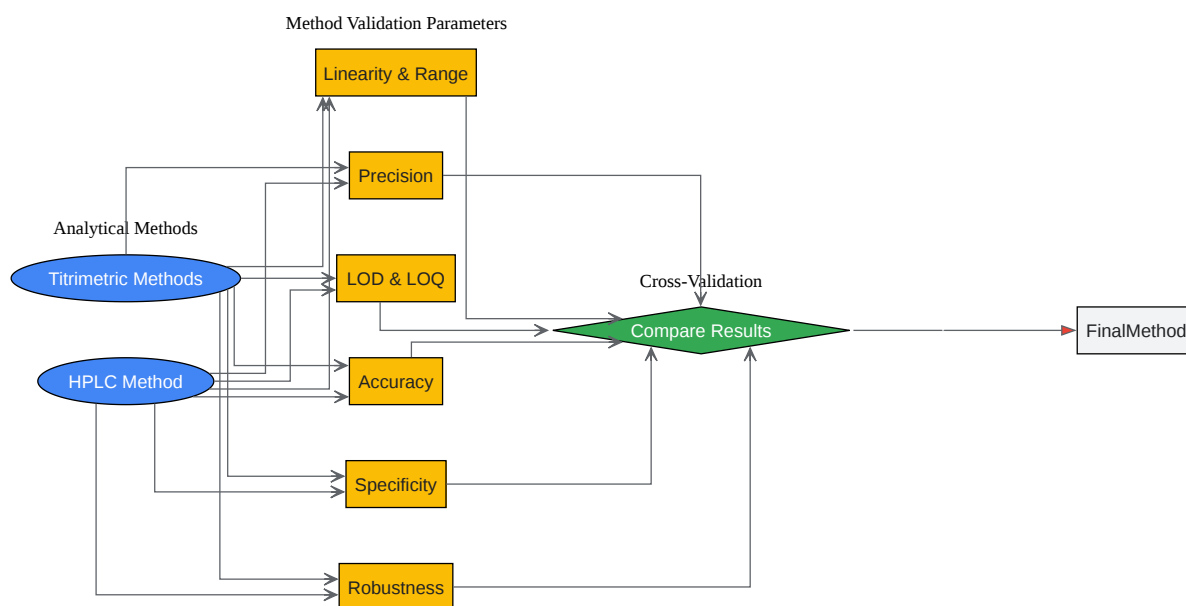 Method Validation Parameters
Linearity & Range
Precision
Analytical Methods
Titrimetric Methods
LOD & LOQ
Cross-Validation
Compare Results
FinalMethod
HPLC Method
Accuracy
Specificity
Robustness